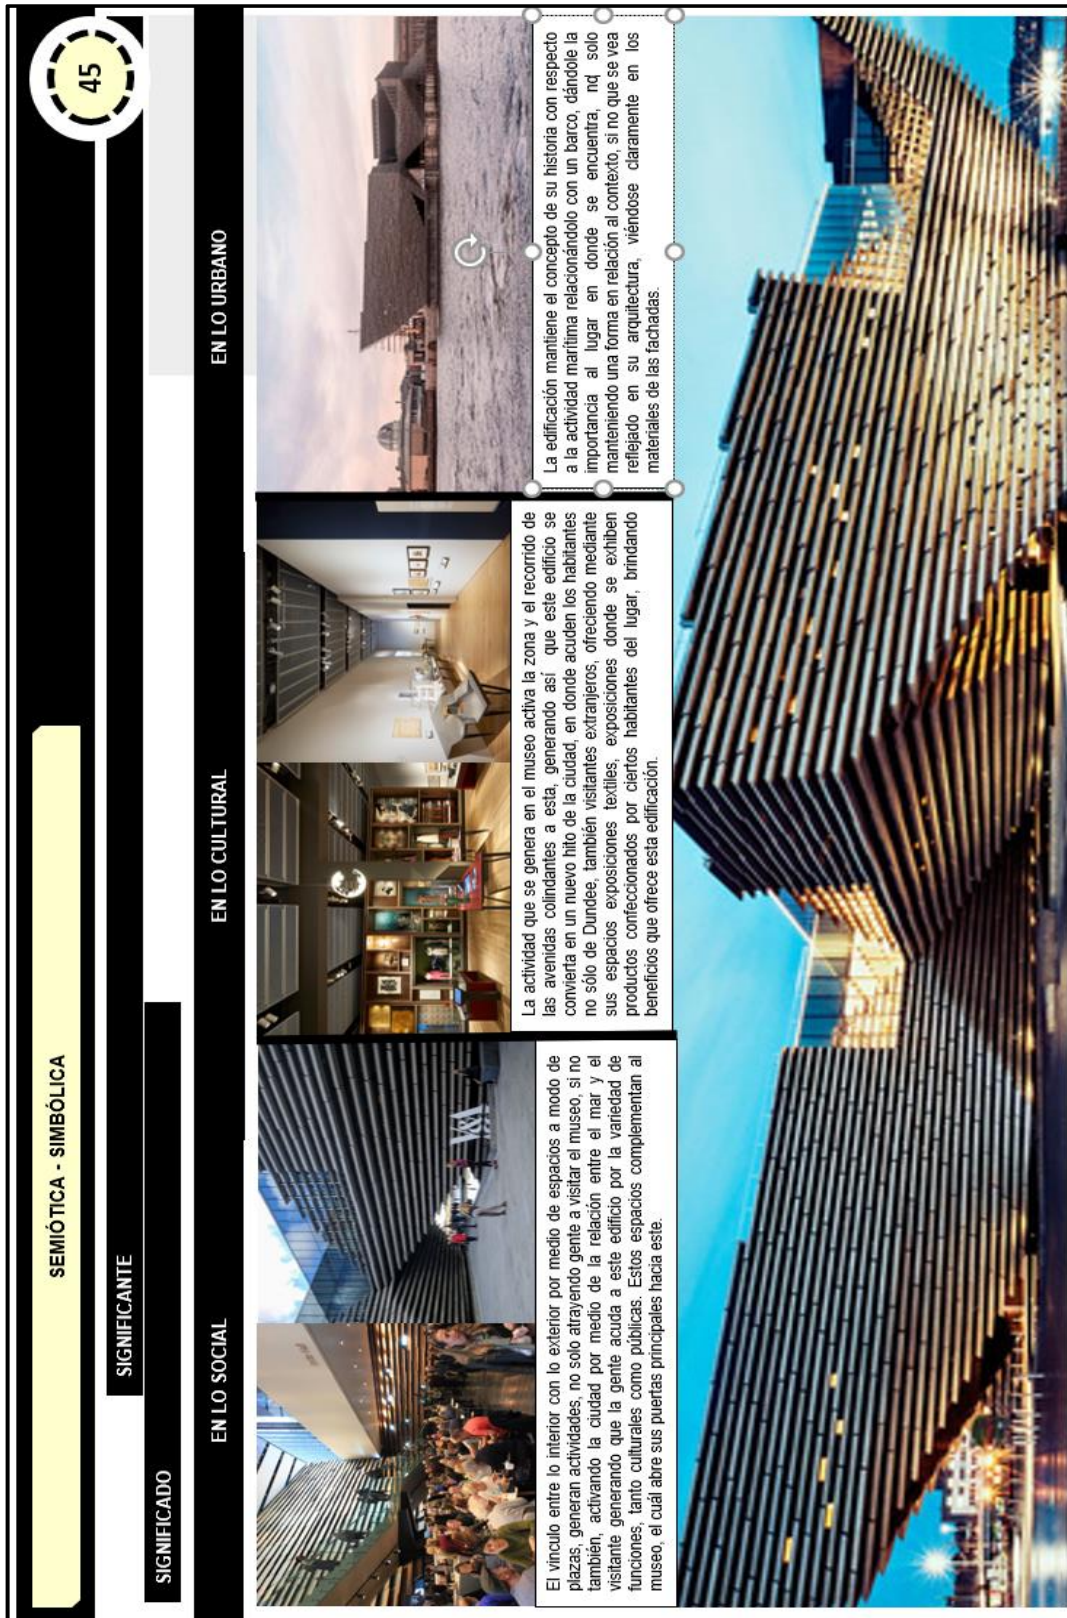 45
SEMIÓTICA - SIMBÓLICA
SIGNIFICANTE
SIGNIFICADO
EN LO SOCIAL
EN LO CULTURAL
EN LO URBANO
El vinculo entre lo interior con lo exterior por medio de espacios a modo de
plazas, generan actividades, no solo atrayendo gente a visitar el museo, si no
también, activando la ciudad por medio de la relación entre el mar y el
visitante generando que la gente acuda a este edificio por la variedad de
funciones, tanto culturales como públicas. Estos espacios complementan al
museo, el cuál abre sus puertas principales hacia este.
La actividad que se genera en el museo activa la zona y el recorrido de
las avenidas colindantes a esta, generando así que este edificio se
convierta en un nuevo hito de la ciudad, en donde acuden los habitantes
no sólo de Dundee, también visitantes extranjeros, ofreciendo mediante
sus espacios exposiciones textiles, exposiciones donde se exhiben
productos confeccionados por ciertos habitantes del lugar, brindando
beneficios que ofrece esta edificación.
La edificación mantiene el concepto de su historia con respecto
a la actividad marítima relacionándolo con un barco, dándole la
importancia al lugar en donde se encuentra, no solo
manteniendo una forma en relación al contexto, si no que se vea
reflejado en su arquitectura, viéndose claramente en los
materiales de las fachadas.